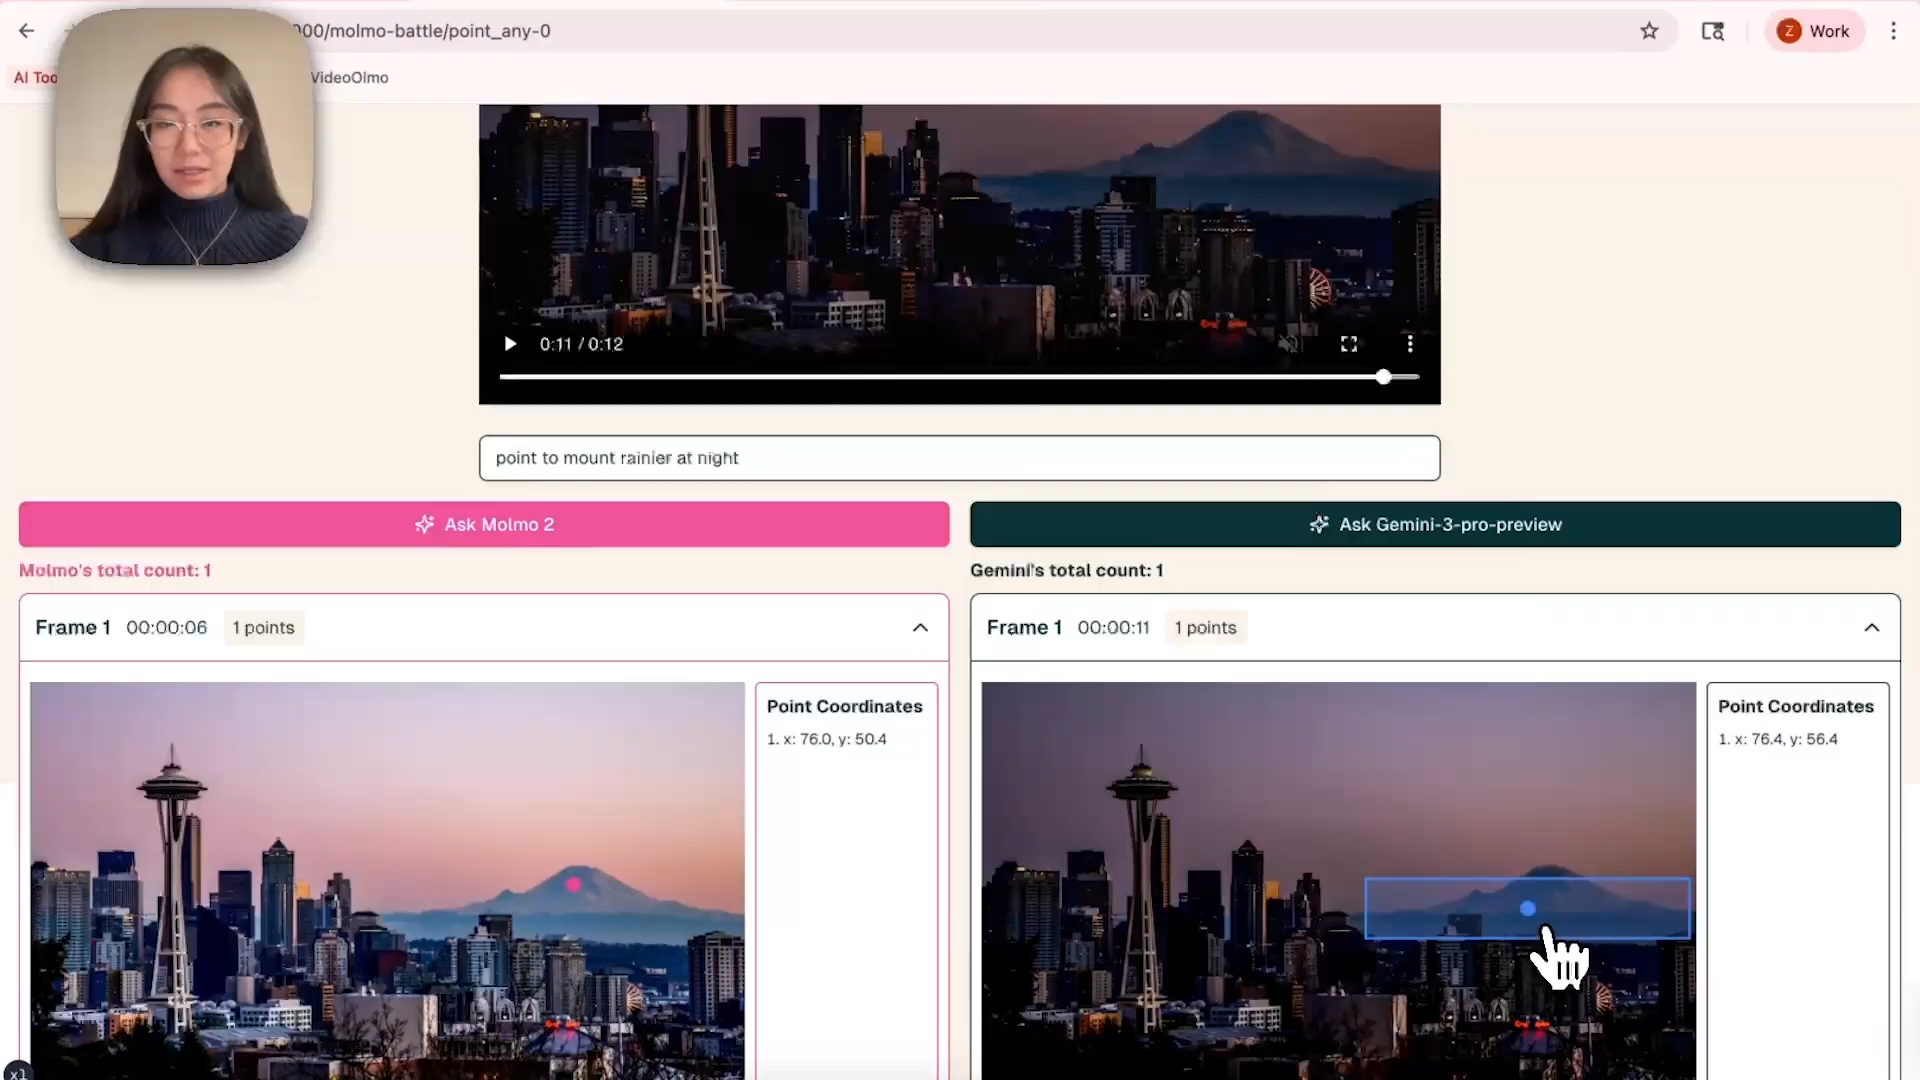 000/molmo-battle/point_any-0
Z Work
AI Too
VideoOlmo
0:11 / 0:12
point to mount rainier at night
Ask Molmo 2
Ask Gemini-3-pro-preview
Molmo's total count: 1
Gemini's total count: 1
Frame 1 00:00:06 1 points
Frame 1 00:00:11 1 points
Point Coordinates
1. x: 76.0, y: 50.4
Point Coordinates
1. x: 76.4, y: 56.4
x1